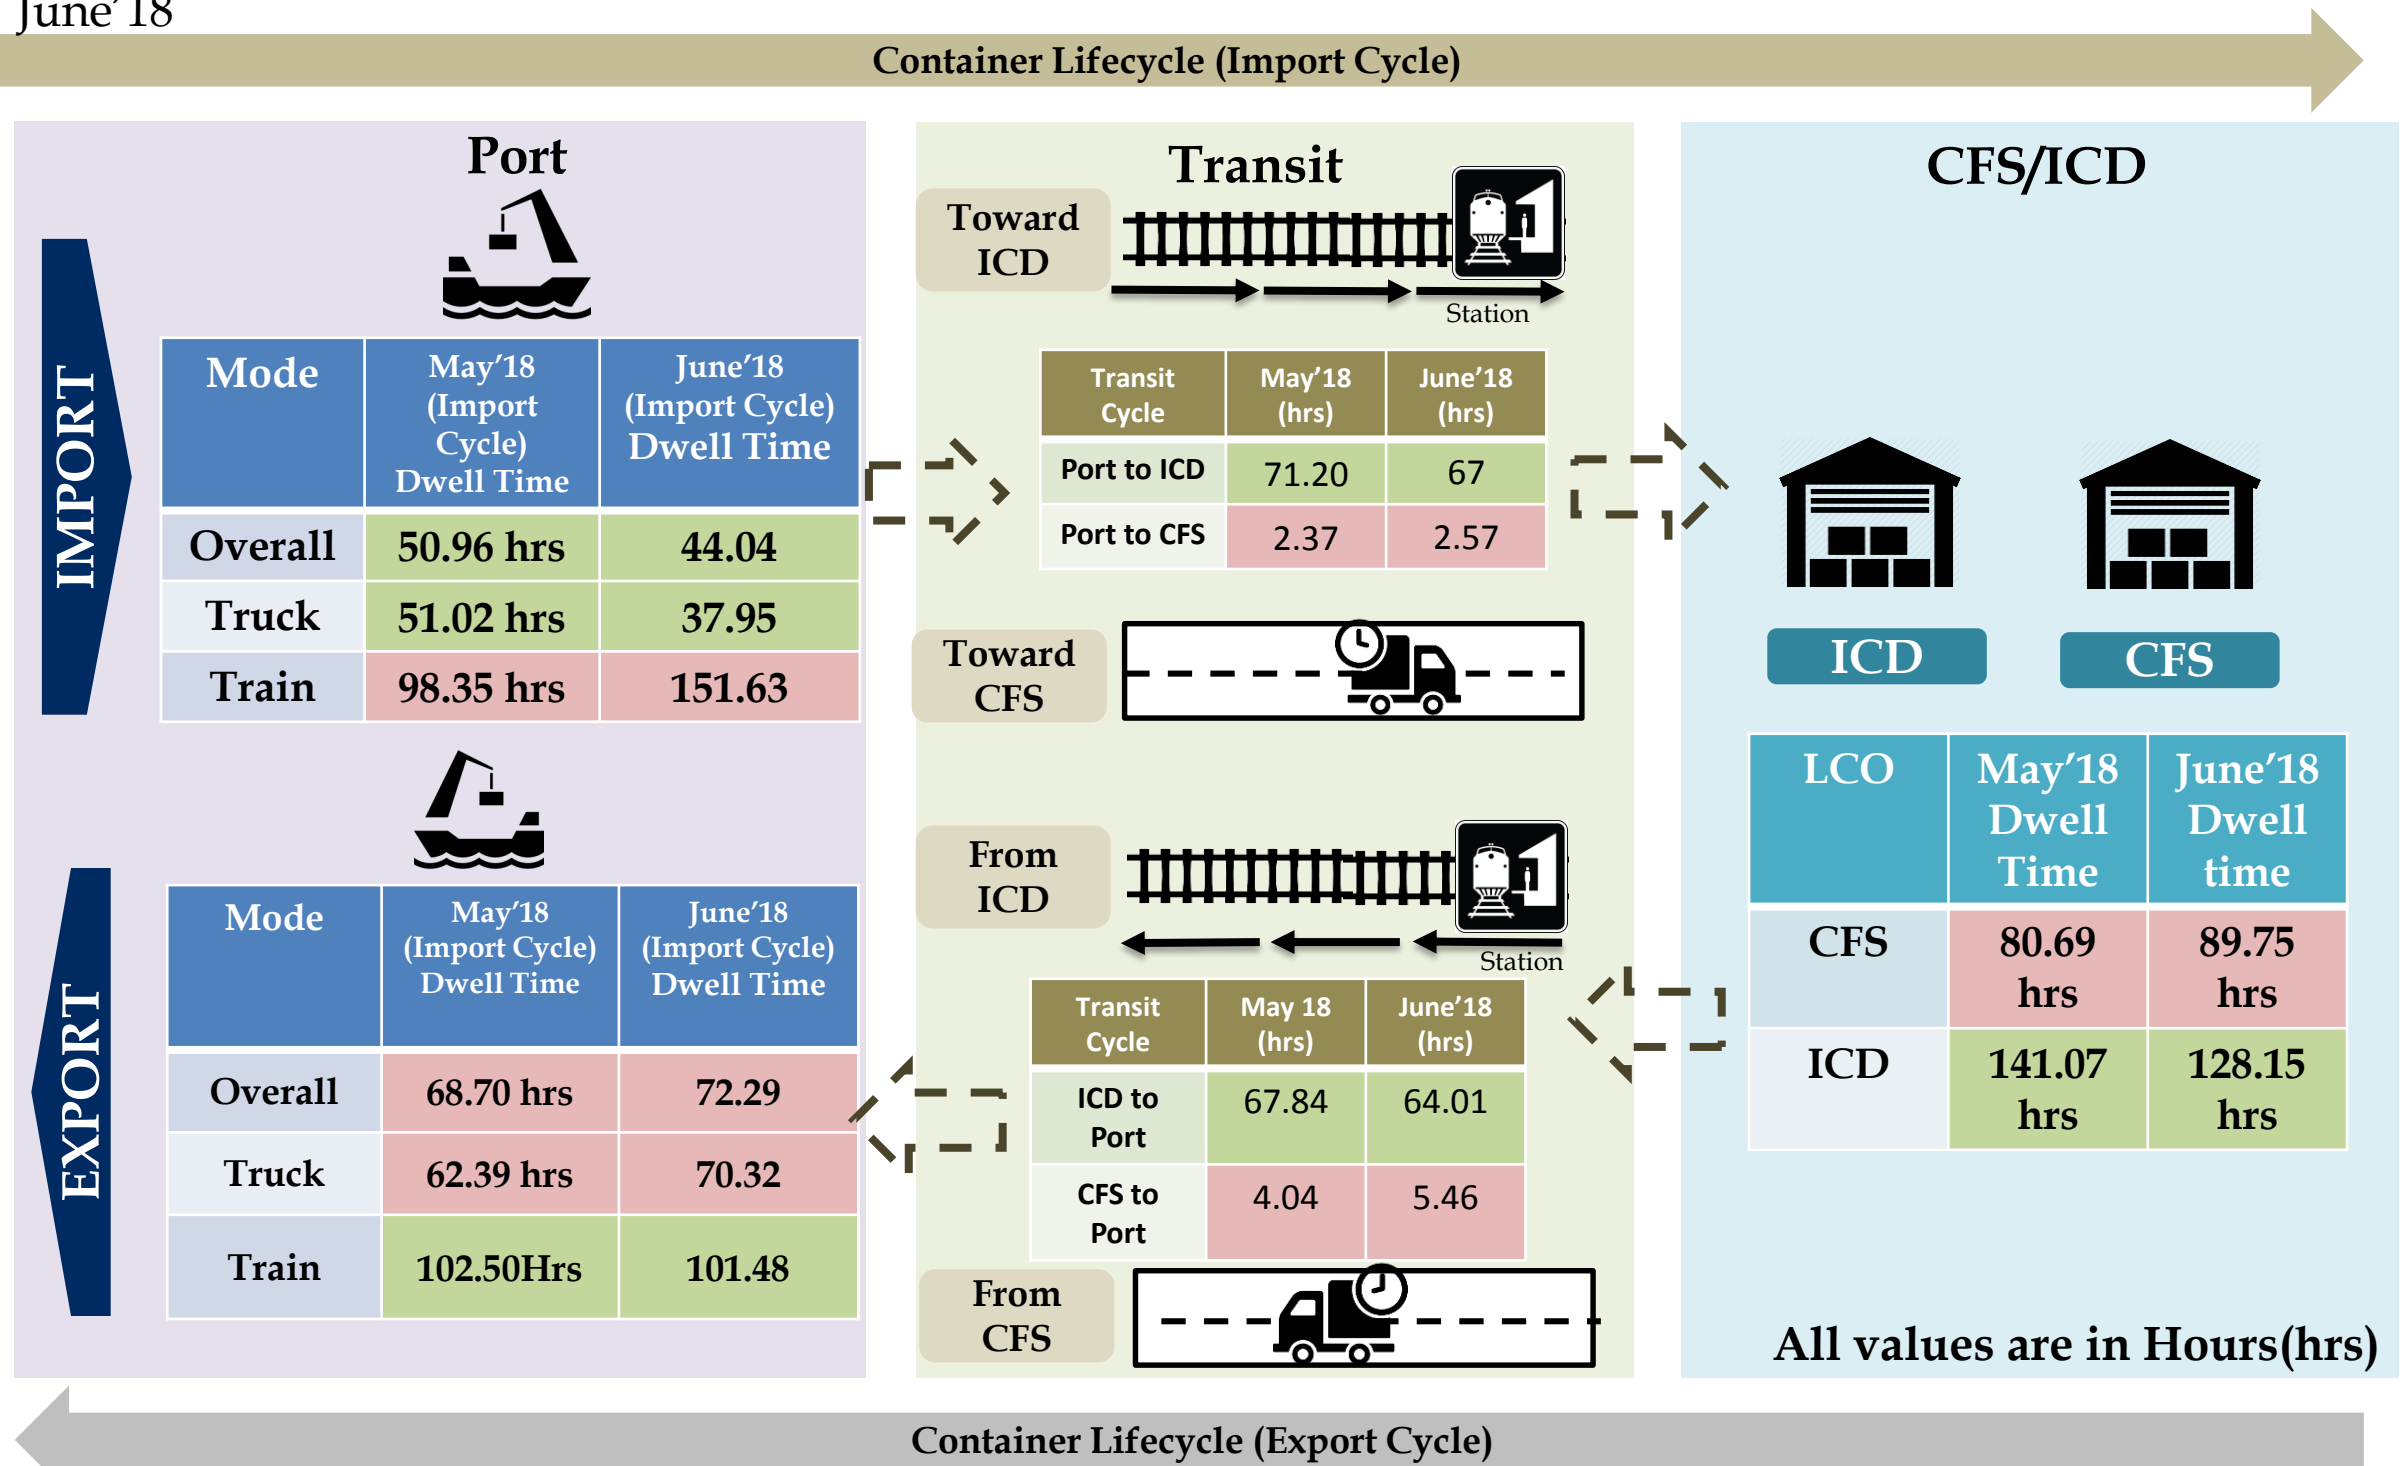 June'18
Container Lifecycle (Import Cycle)
Port
IMPORT
Mode
May'18
(Import
Cycle)
Dwell Time
June'18
(Import Cycle)
Dwell Time
Overall
50.96 hrs
44.04
Truck
51.02 hrs
37.95
Train
98.35 hrs
151.63
EXPORT
Mode
May'18
(Import Cycle)
Dwell Time
June'18
(Import Cycle)
Dwell Time
Overall
68.70 hrs
72.29
Truck
62.39 hrs
70.32
Train
102.50Hrs
101.48
Transit
Toward
ICD
Station
Transit
Cycle
May'18
(hrs)
June'18
(hrs)
Port to ICD
71.20
67
Port to CFS
2.37
2.57
Toward
CFS
From
ICD
Station
Transit
Cycle
May 18
(hrs)
June'18
(hrs)
ICD to
Port
67.84
64.01
CFS to
Port
4.04
5.46
From
CFS
CFS/ICD
ICD
CFS
LCO
May'18
Dwell
Time
June'18
Dwell
time
CFS
80.69
hrs
89.75
hrs
ICD
141.07
hrs
128.15
hrs
All values are in Hours(hrs)
Container Lifecycle (Export Cycle)